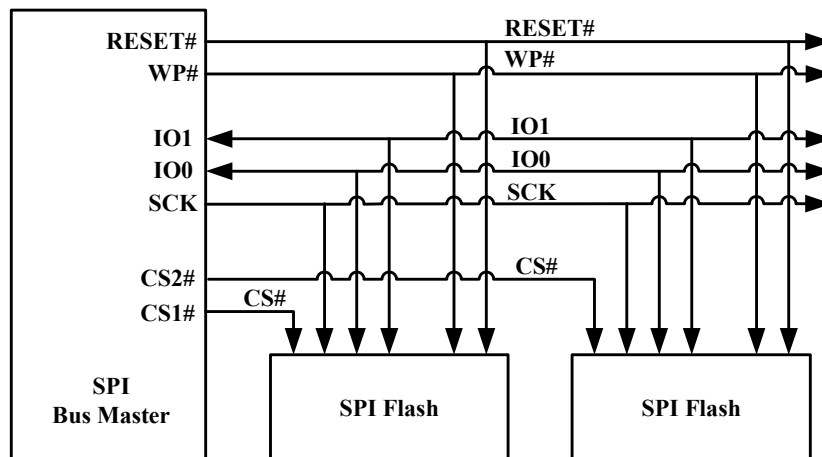 RESET#
RESET#
WP#
WP#
IO1
IO1
IO0
IO0
SCK
SCK
CS2#
CS#
CS1#
CS#
SPI
Bus Master
SPI Flash
SPI Flash